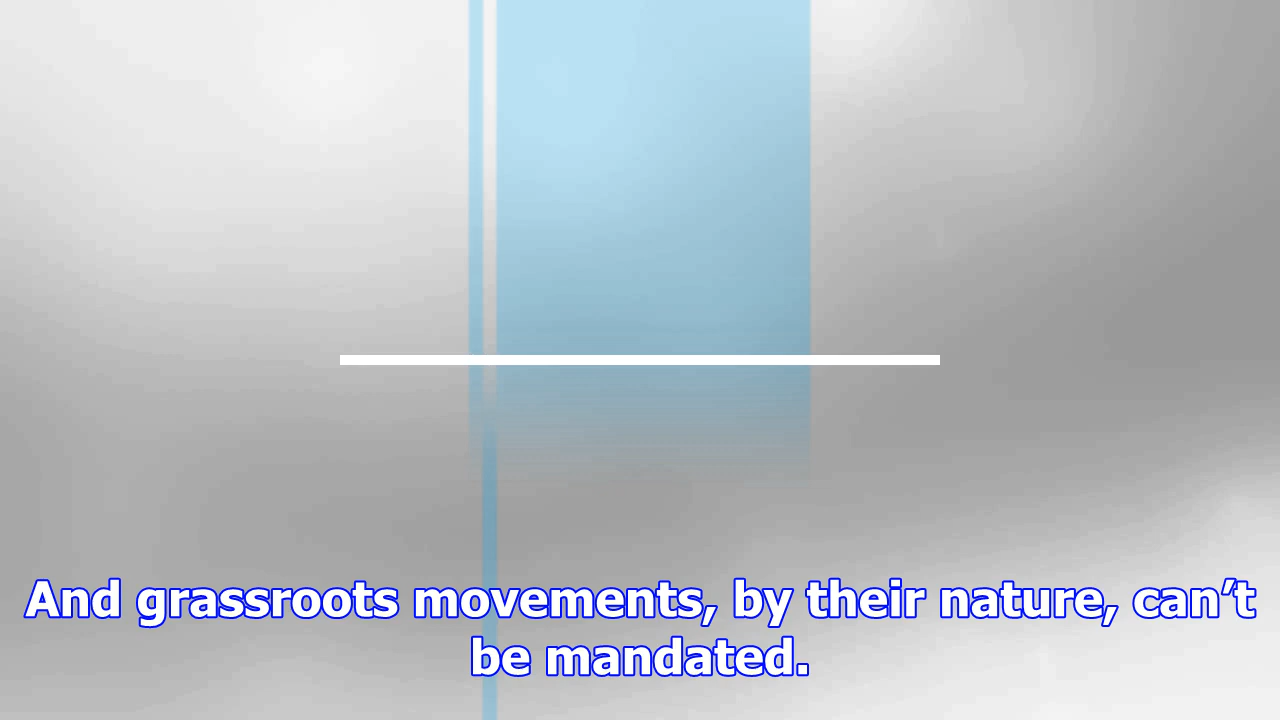 And grassroots movements, by their nature, can’t
be mandated.